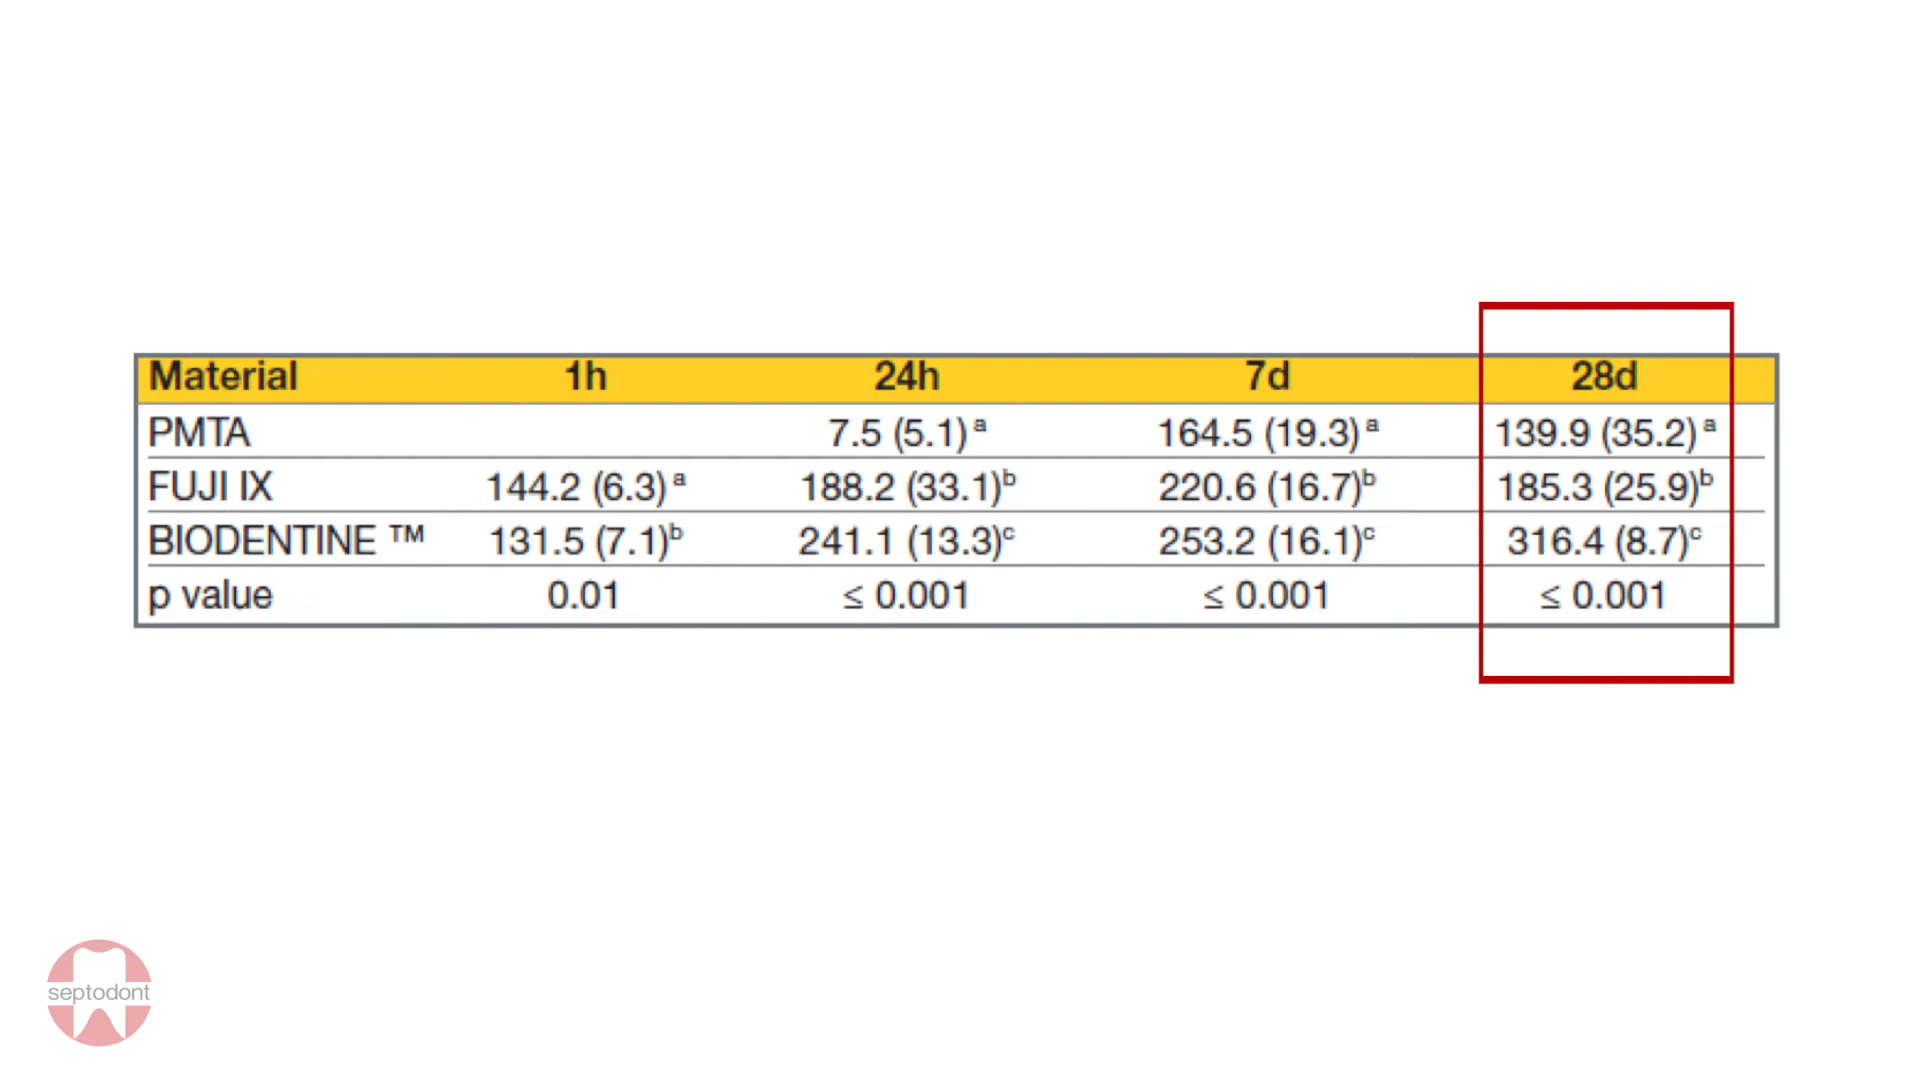 Material 1h 24h 7d 28d
PMTA 7.5 (5.1) a 164.5 (19.3) a 139.9 (35.2) a
FUJI IX 144.2 (6.3) a 188.2 (33.1)b 220.6 (16.7)b 185.3 (25.9)b
BIODENTINE ™ 131.5 (7.1)b 241.1 (13.3)c 253.2 (16.1)c 316.4 (8.7)c
p value 0.01 ≤ 0.001 ≤ 0.001 ≤ 0.001
septodont